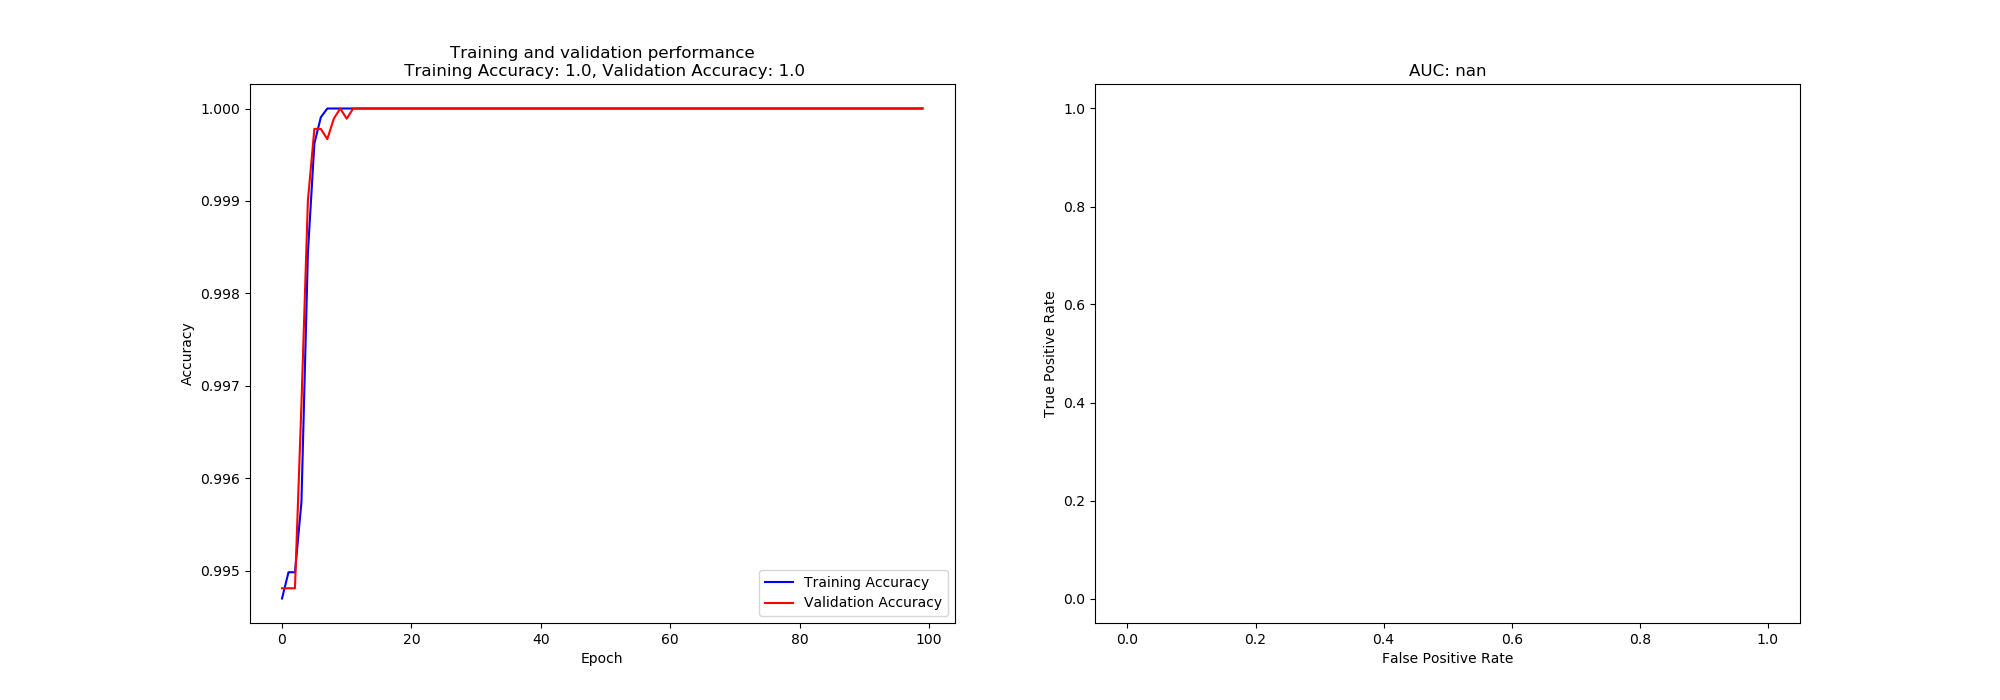 Training and validation performance
Training Accuracy: 1.0, Validation Accuracy: 1.0
1.000
0.999
0.998
0.997
0.996
0.995
Accuracy
0 20 40 60 80 100
Epoch
Training Accuracy
Validation Accuracy
AUC: nan
1.0
0.8
0.6
0.4
0.2
0.0
True Positive Rate
0.0 0.2 0.4 0.6 0.8 1.0
False Positive Rate